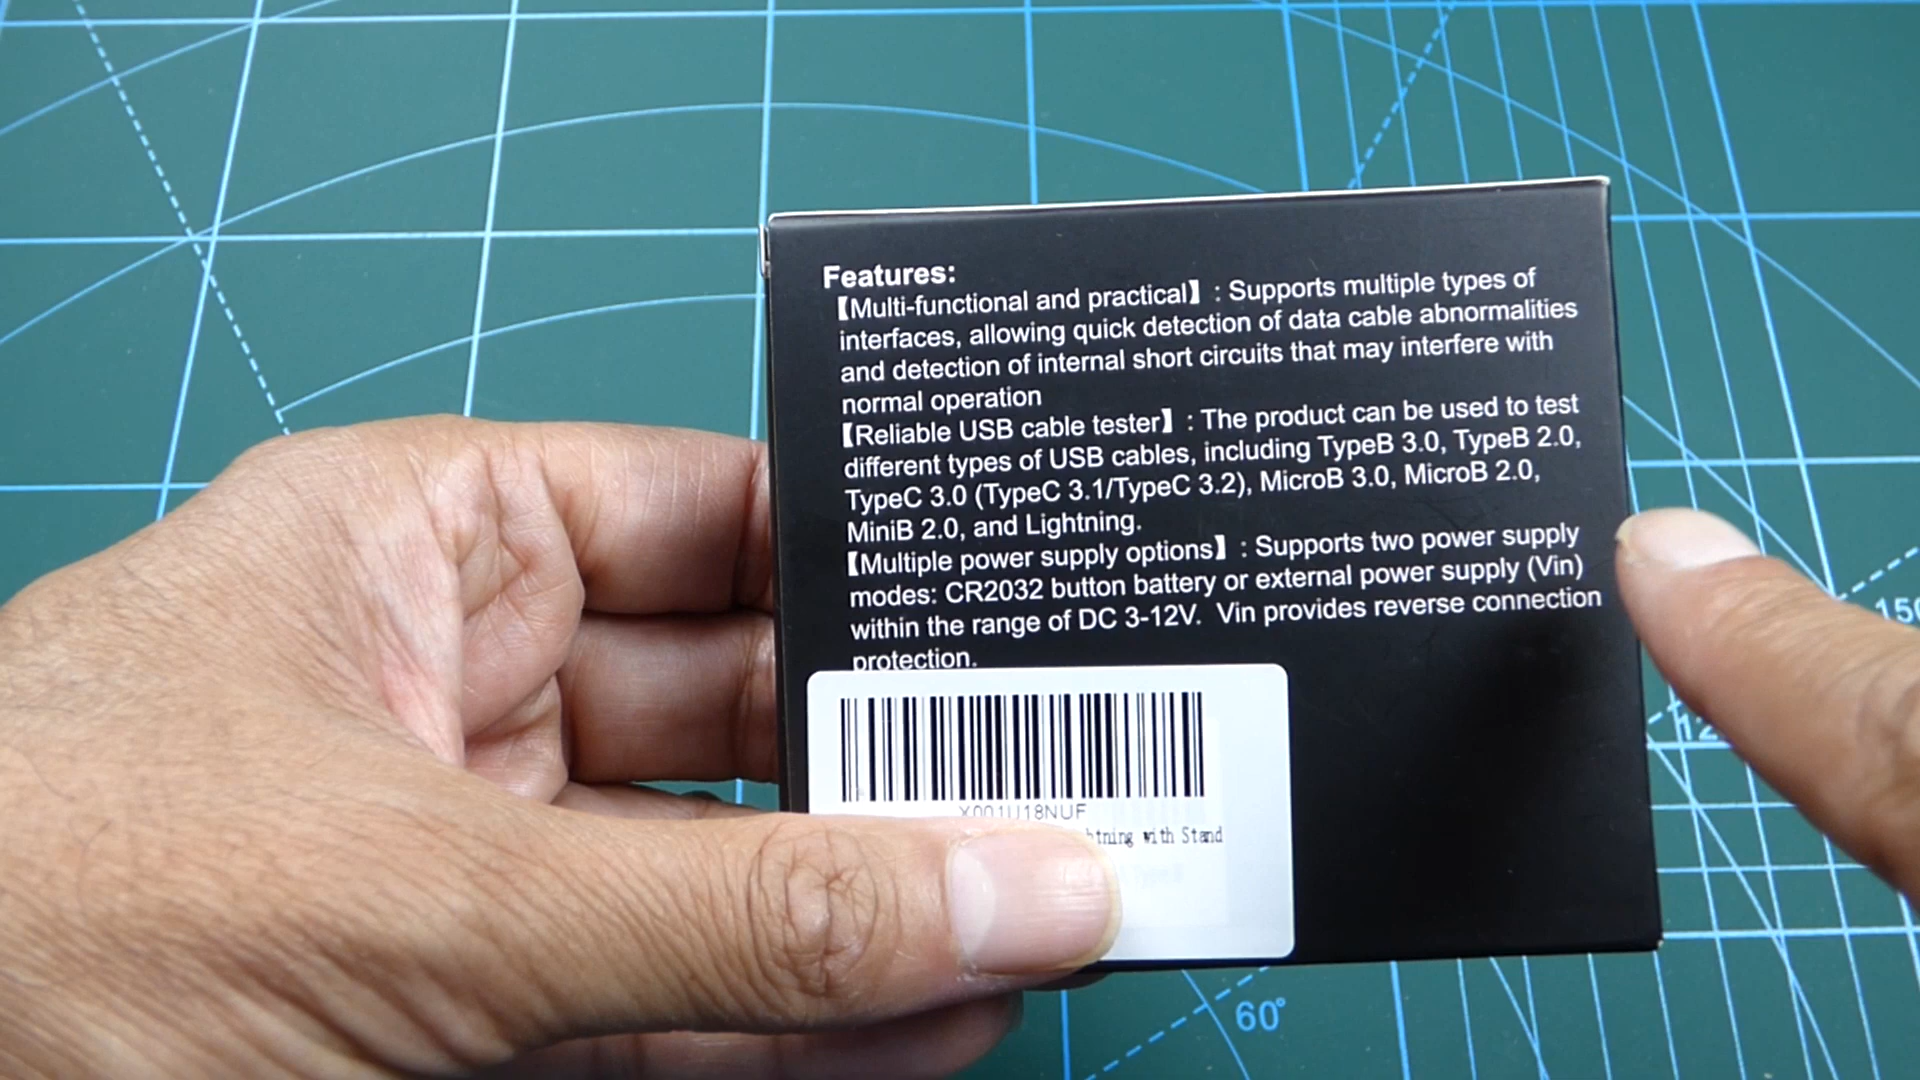 Features:
【Multi-functional and practical】 : Supports multiple types of
interfaces, allowing quick detection of data cable abnormalities
and detection of internal short circuits that may interfere with
normal operation
【Reliable USB cable tester】 : The product can be used to test
different types of USB cables, including TypeB 3.0, TypeB 2.0,
TypeC 3.0 (TypeC 3.1/TypeC 3.2), MicroB 3.0, MicroB 2.0,
MiniB 2.0, and Lightning.
【Multiple power supply options】 : Supports two power supply
modes: CR2032 button battery or external power supply (Vin)
within the range of DC 3-12V. Vin provides reverse connection
protection.
X001U18NUF
with Stand
60°